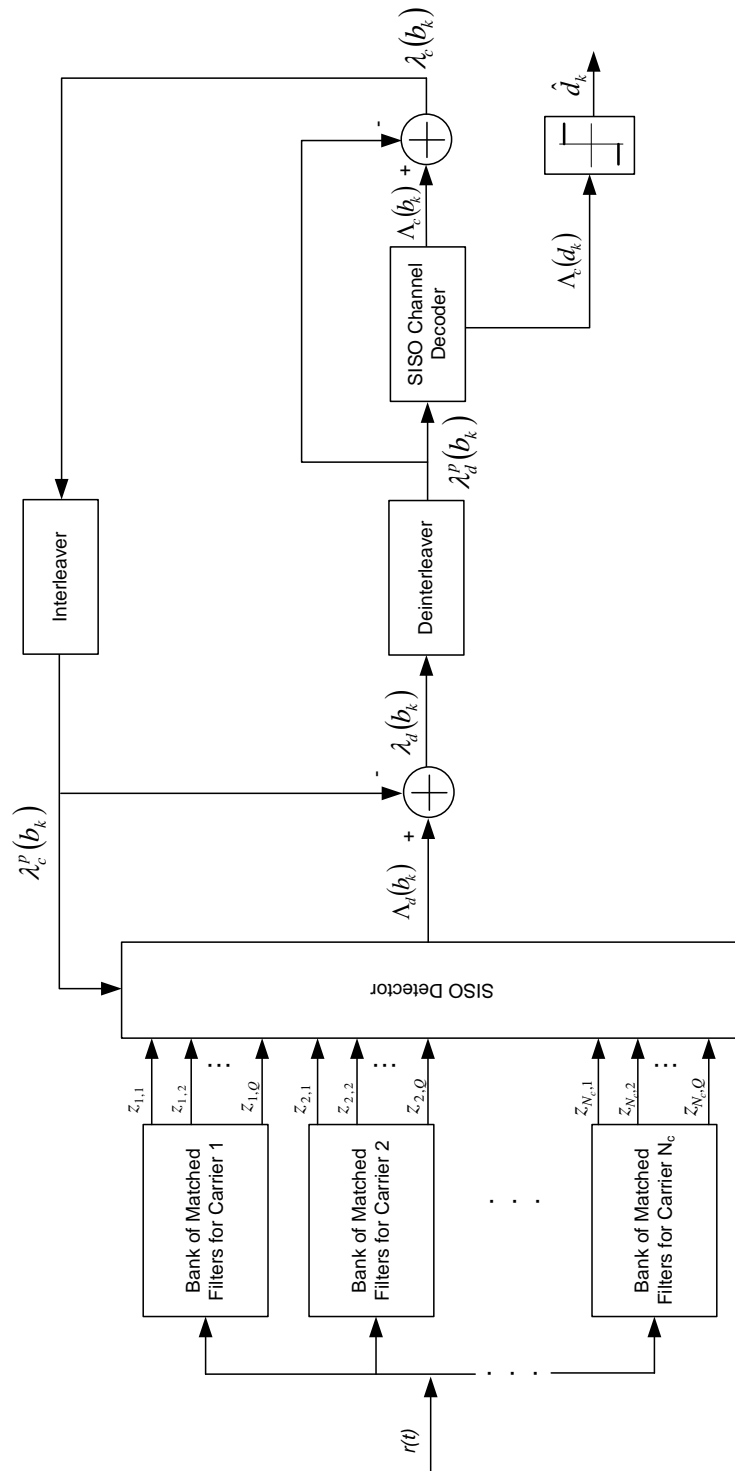 r(t)
Bank of Matched
Filters for Carrier 1
Bank of Matched
Filters for Carrier 2
. . . .
Bank of Matched
Filters for Carrier N_c
. . . .
z_{1,1}
z_{1,2}
...
z_{1,Q}
z_{2,1}
z_{2,2}
...
z_{2,Q}
z_{N_c,1}
z_{N_c,2}
...
z_{N_c,Q}
SISO Detector
Λ_d(b_k)
+
-
λ_d(b_k)
Deinterleaver
λ_d^p(b_k)
SISO Channel
Decoder
Λ_c(b_k)
+
-
λ_c(b_k)
Interleaver
λ_c^p(b_k)
Λ_c(d_k)
d̂_k